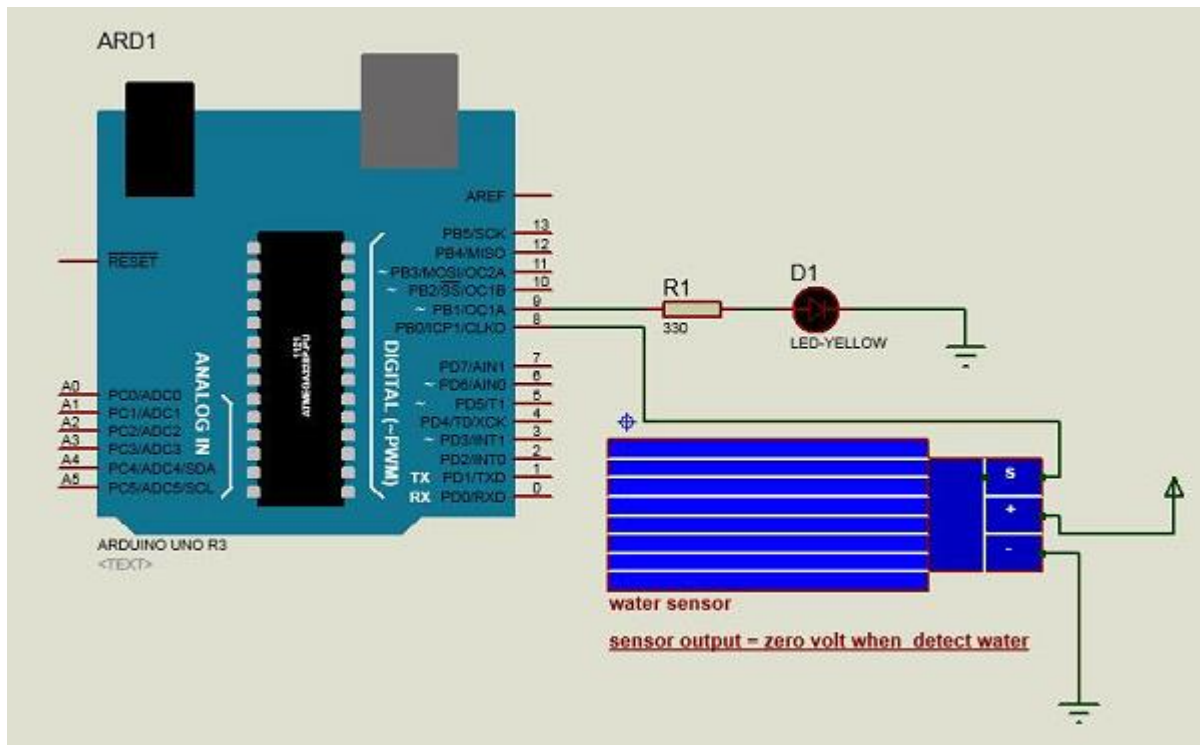 ARD1
AREF
PB5/SCK 13
PB4/MISO 12
~ PB3/MOSI/OC2A 11
~ PB2/SS/OC1B 10
~ PB1/OC1A 9
PB0/ICP1/CLKO 8
PD7/AIN1 7
~ PD6/AIN0 6
~ PD5/T1 5
PD4/T0/XCK 4
~ PD3/INT1 3
PD2/INT0 2
TX PD1/TXD 1
RX PD0/RXD 0
RESET
A0 PC0/ADC0
A1 PC1/ADC1
A2 PC2/ADC2
A3 PC3/ADC3
A4 PC4/ADC4/SDA
A5 PC5/ADC5/SCL
ANALOG IN
DIGITAL (~PWM)
ARDUINO UNO R3
<TEXT>
R1
330
D1
LED-YELLOW
S
+
-
water sensor
sensor output = zero volt when detect water